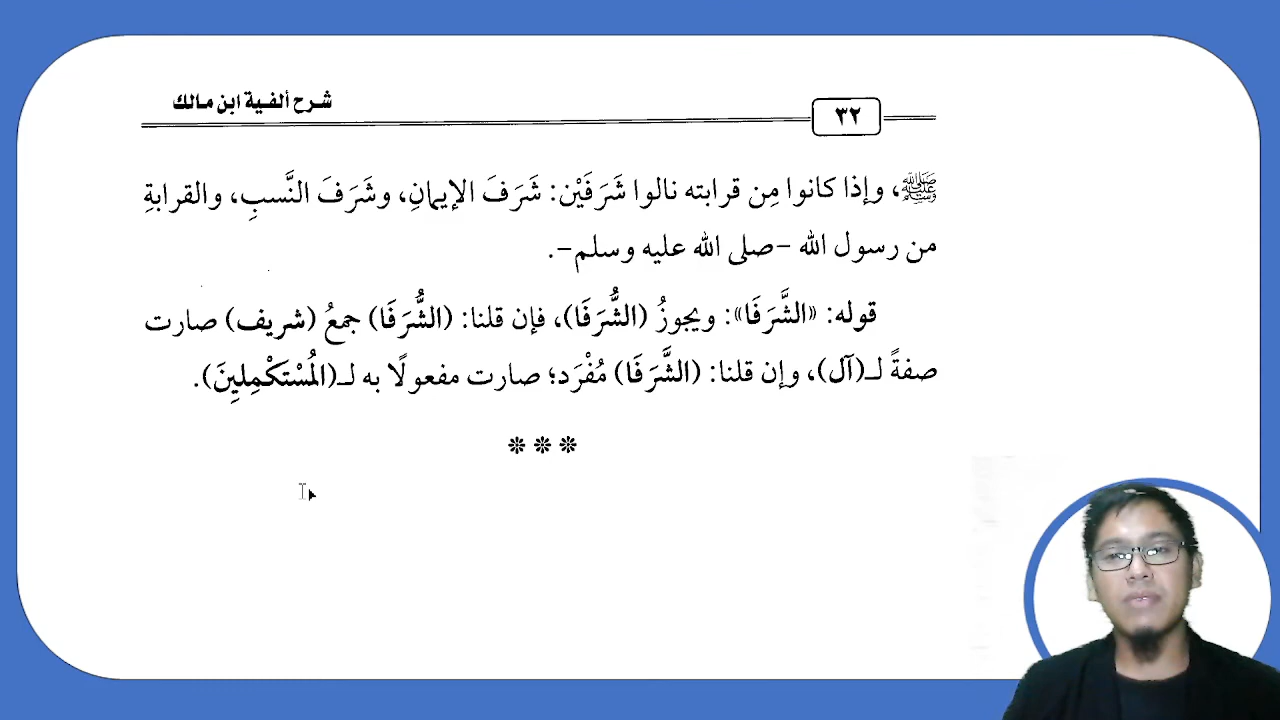 شرح ألفية ابن مالك
٣٢
ﷺ، وإذا كانوا مِن قرابته نالوا شَرَفَيْن: شَرَفَ الإيمانِ، وشَرَفَ النَّسبِ، والقرابةِ
من رسول الله -صلى الله عليه وسلم-.
قوله: «الشَّرَفَا»: ويجوزُ (الشُّرَفَا)، فإن قلنا: (الشُّرَفَا) جمعُ (شريف) صارت
صفةً لـ(آل)، وإن قلنا: (الشَّرَفَا) مُفْرَد؛ صارت مفعولًا به لـ(المُسْتَكْمِلِينَ).